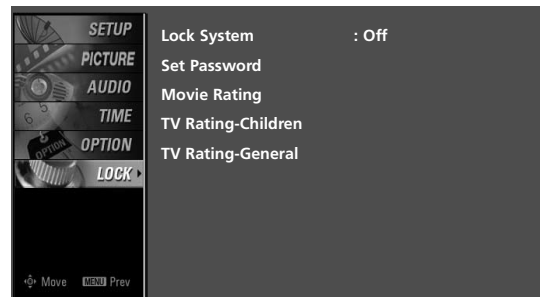 SETUP
PICTURE
AUDIO
TIME
OPTION
LOCK
Lock System : Off
Set Password
Movie Rating
TV Rating-Children
TV Rating-General
Move MENU Prev